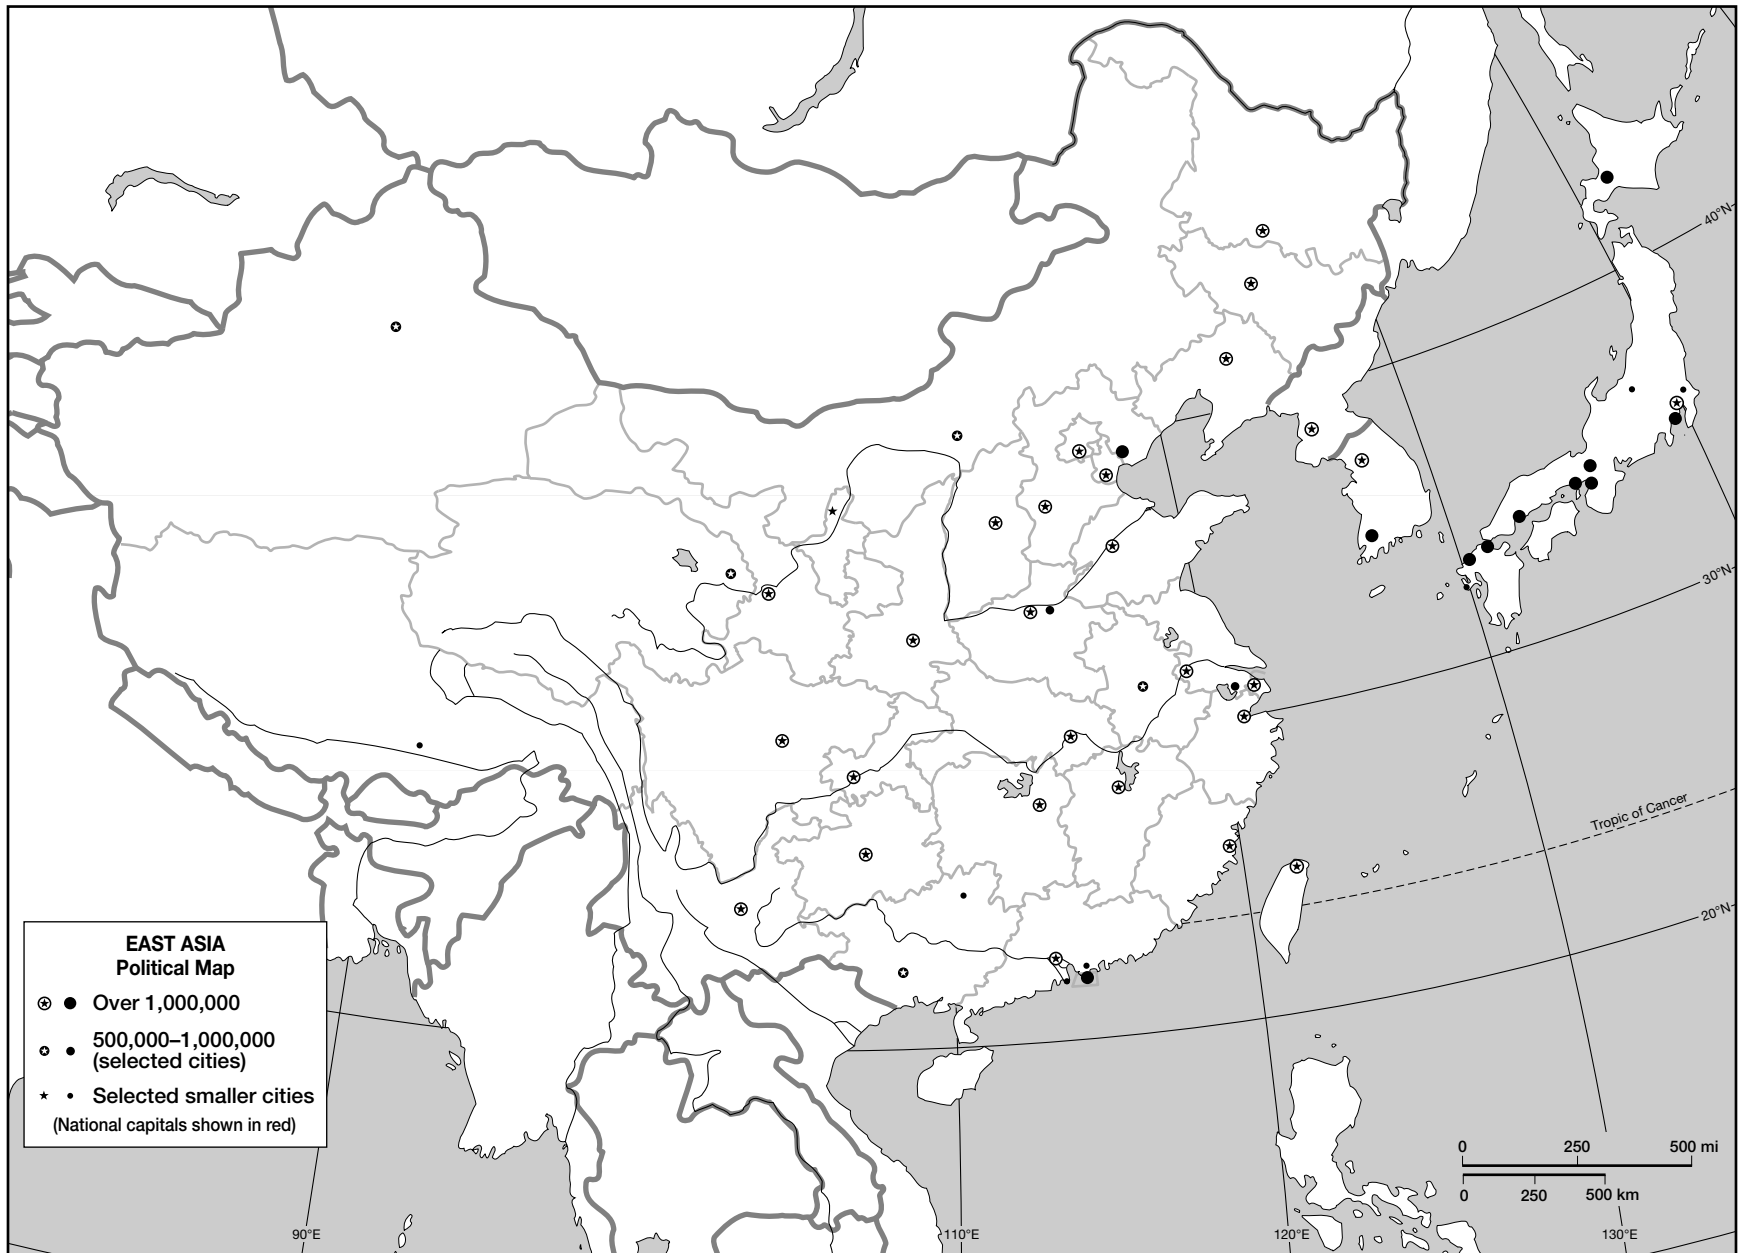 40°N
30°N
Tropic of Cancer
20°N
EAST ASIA
Political Map
Over 1,000,000
500,000–1,000,000
(selected cities)
Selected smaller cities
(National capitals shown in red)
0 250 500 mi
0 250 500 km
90°E 110°E 120°E 130°E